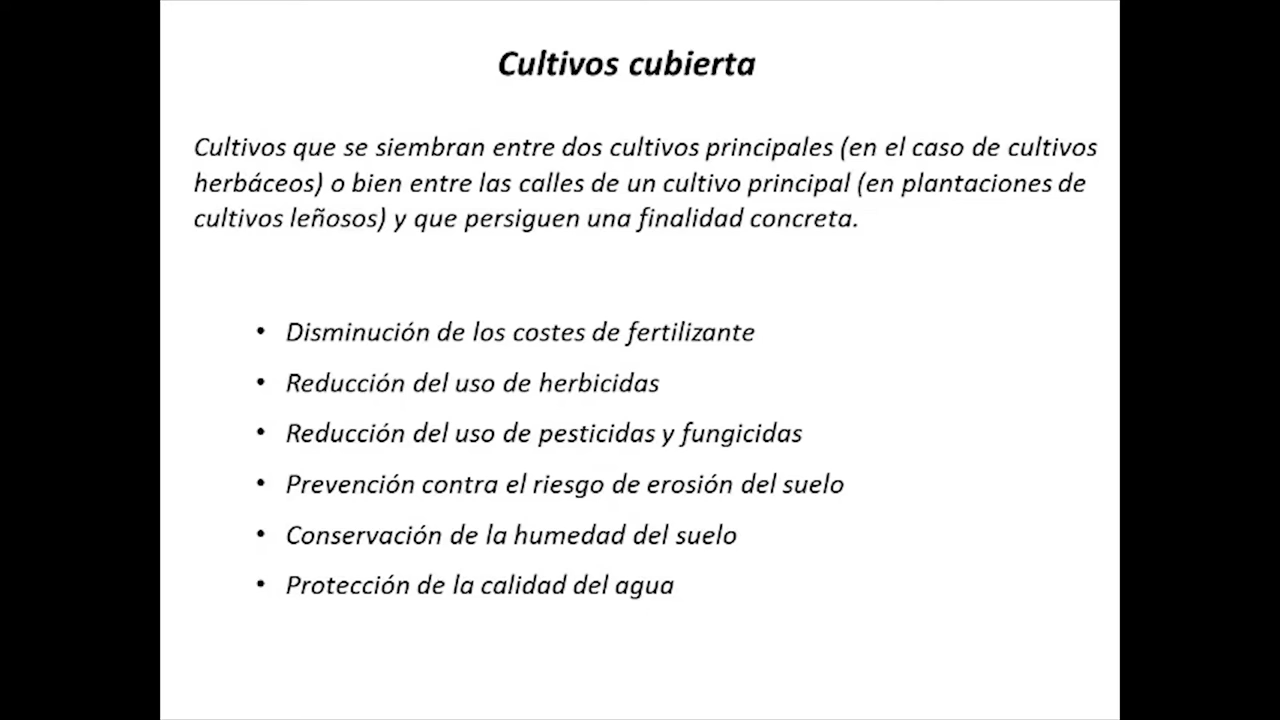 Cultivos cubierta
Cultivos que se siembran entre dos cultivos principales (en el caso de cultivos
herbáceos) o bien entre las calles de un cultivo principal (en plantaciones de
cultivos leñosos) y que persiguen una finalidad concreta.
• Disminución de los costes de fertilizante
• Reducción del uso de herbicidas
• Reducción del uso de pesticidas y fungicidas
• Prevención contra el riesgo de erosión del suelo
• Conservación de la humedad del suelo
• Protección de la calidad del agua